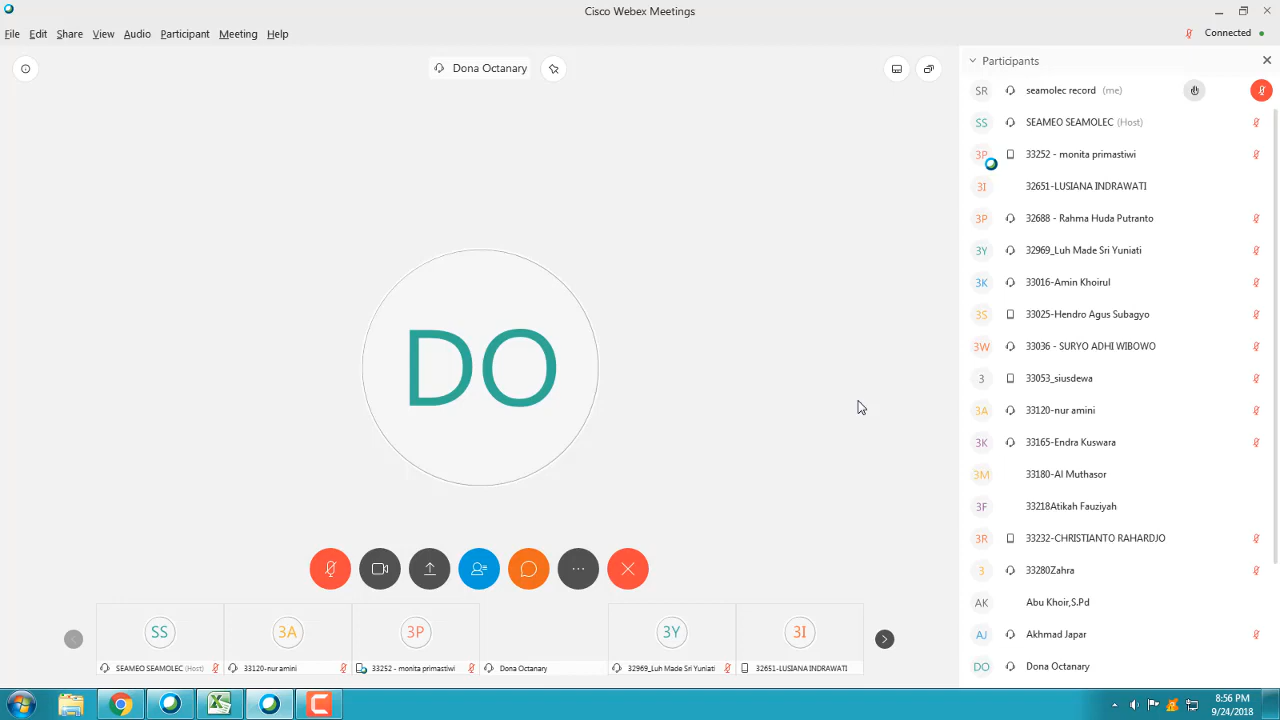 Cisco Webex Meetings
File Edit Share View Audio Participant Meeting Help
Connected
Dona Octanary
DO
Participants
SR seamolec record (me)
SS SEAMEO SEAMOLEC (Host)
3P 33252 - monita primastiwi
3I 32651-LUSIANA INDRAWATI
3P 32688 - Rahma Huda Putranto
3Y 32969_Luh Made Sri Yuniati
3K 33016-Amin Khoirul
3S 33025-Hendro Agus Subagyo
3W 33036 - SURYO ADHI WIBOWO
3 33053_siusdewa
3A 33120-nur amini
3K 33165-Endra Kuswara
3M 33180-Al Muthasor
3F 33218Atikah Fauziyah
3R 33232-CHRISTIANTO RAHARDJO
3 33280Zahra
AK Abu Khoir,S.Pd
AJ Akhmad Japar
DO Dona Octanary
SS
SEAMEO SEAMOLEC (Host)
3A
33120-nur amini
3P
33252 - monita primastiwi
Dona Octanary
3Y
32969_Luh Made Sri Yuniati
3I
32651-LUSIANA INDRAWATI
8:56 PM
9/24/2018